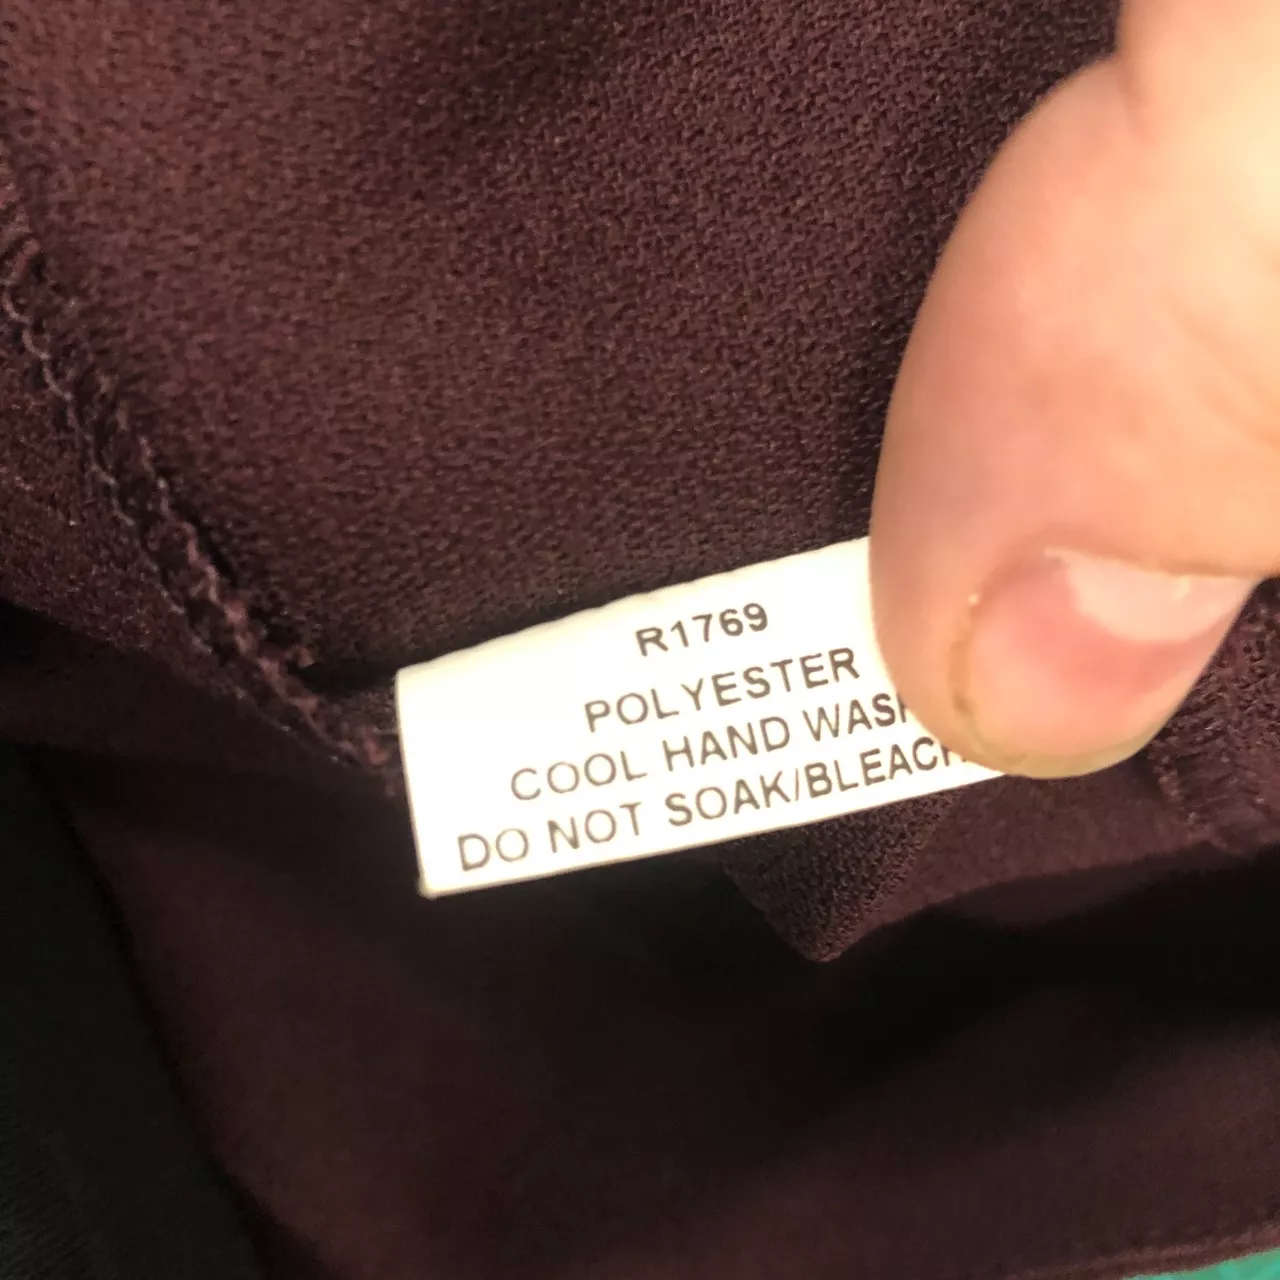 R1769
POLYESTER
COOL HAND WASH
DO NOT SOAK/BLEACH